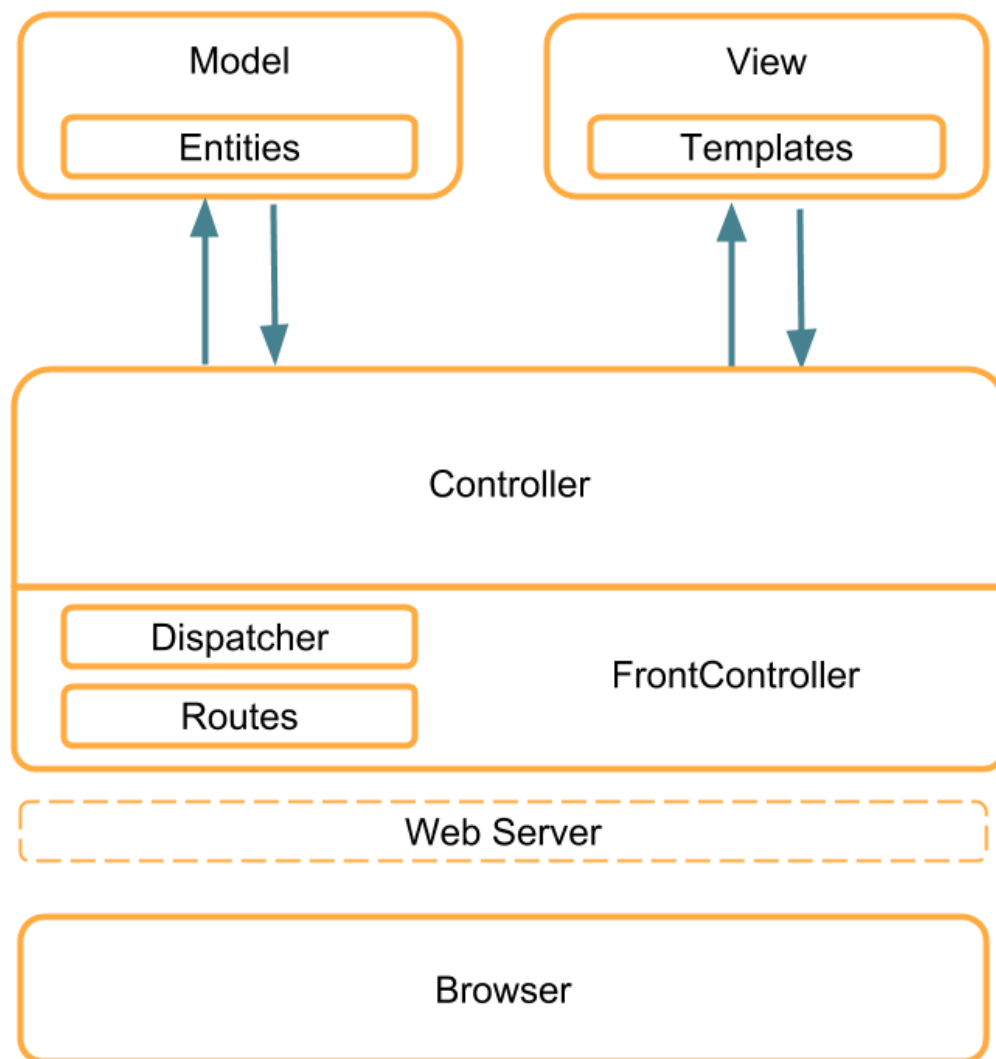 Model
View
Entities
Templates
Controller
Dispatcher
FrontController
Routes
Web Server
Browser